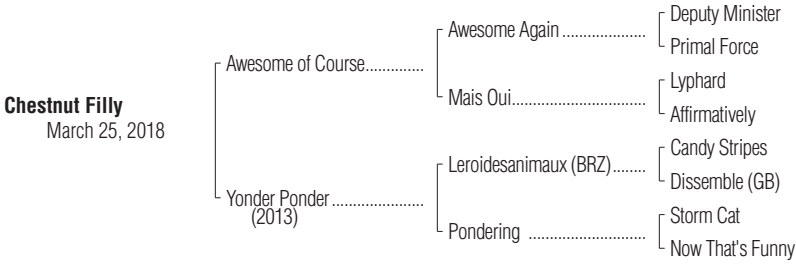 Deputy Minister
Awesome Again ....................
Primal Force
Awesome of Course..............
Lyphard
Mais Oui................................
Affirmatively
Chestnut Filly
March 25, 2018
Candy Stripes
Leroidesanimaux (BRZ)........
Dissemble (GB)
Yonder Ponder ......................
(2013)
Storm Cat
Pondering ............................
Now That's Funny